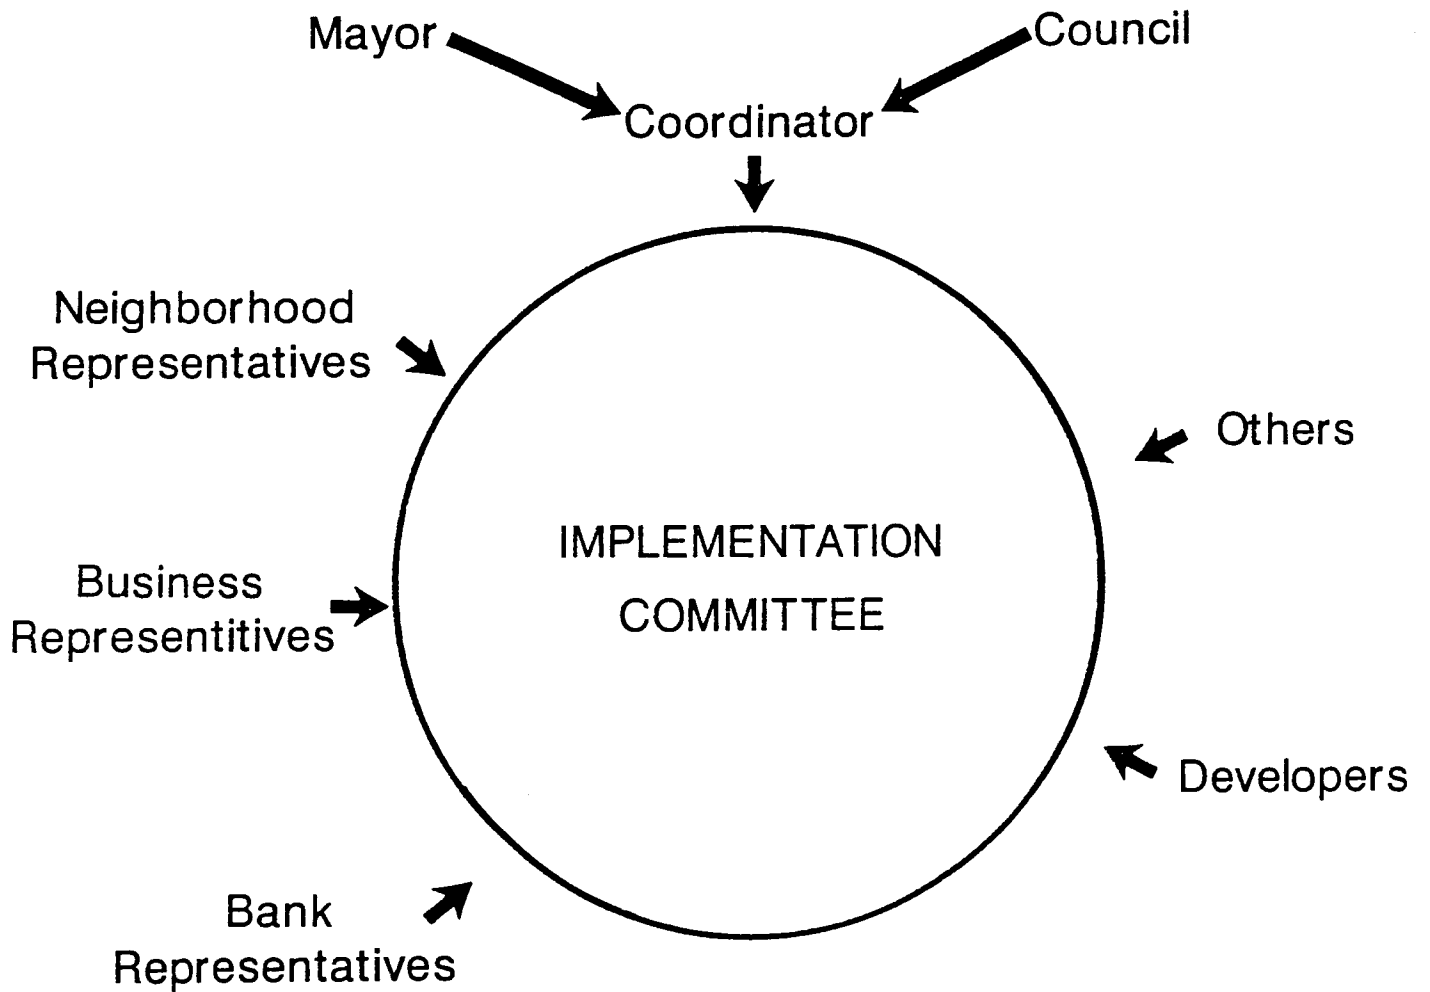 Mayor
Council
Coordinator
Neighborhood
Representatives
Others
IMPLEMENTATION
COMMITTEE
Business
Representitives
Developers
Bank
Representatives